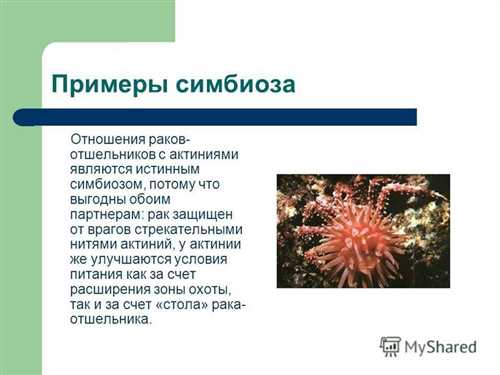 Примеры симбиоза
Отношения раков-
отшельников с актиниями
являются истинным
симбиозом, потому что
выгодны обоим
партнерам: рак защищен
от врагов стрекательными
нитями актиний, у актинии
же улучшаются условия
питания как за счет
расширения зоны охоты,
так и за счет «стола» рака-
отшельника.
MyShared